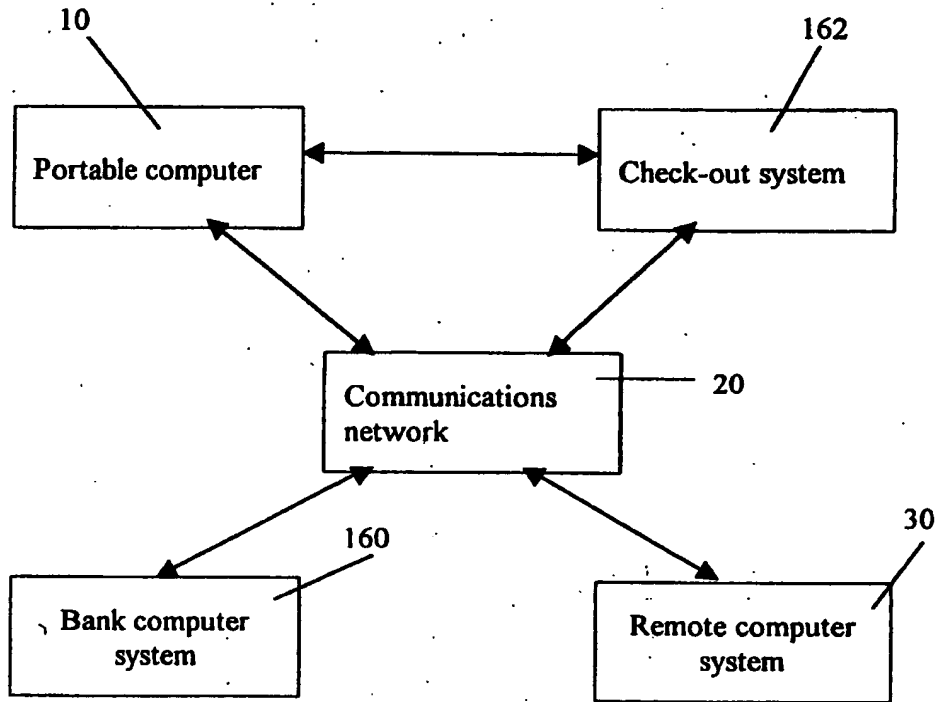 10
162
Portable computer
Check-out system
Communications
network
20
160
30
Bank computer
system
Remote computer
system